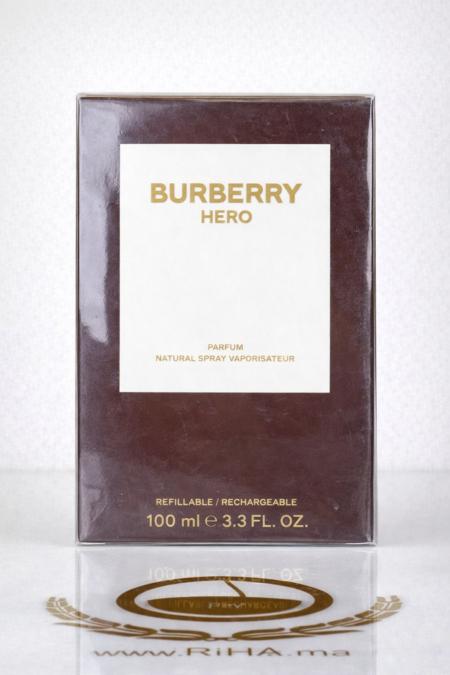 BURBERRY
HERO
PARFUM
NATURAL SPRAY VAPORISATEUR
REFILLABLE / RECHARGEABLE
100 ml ℮ 3.3 FL. OZ.
www.RiHA.ma